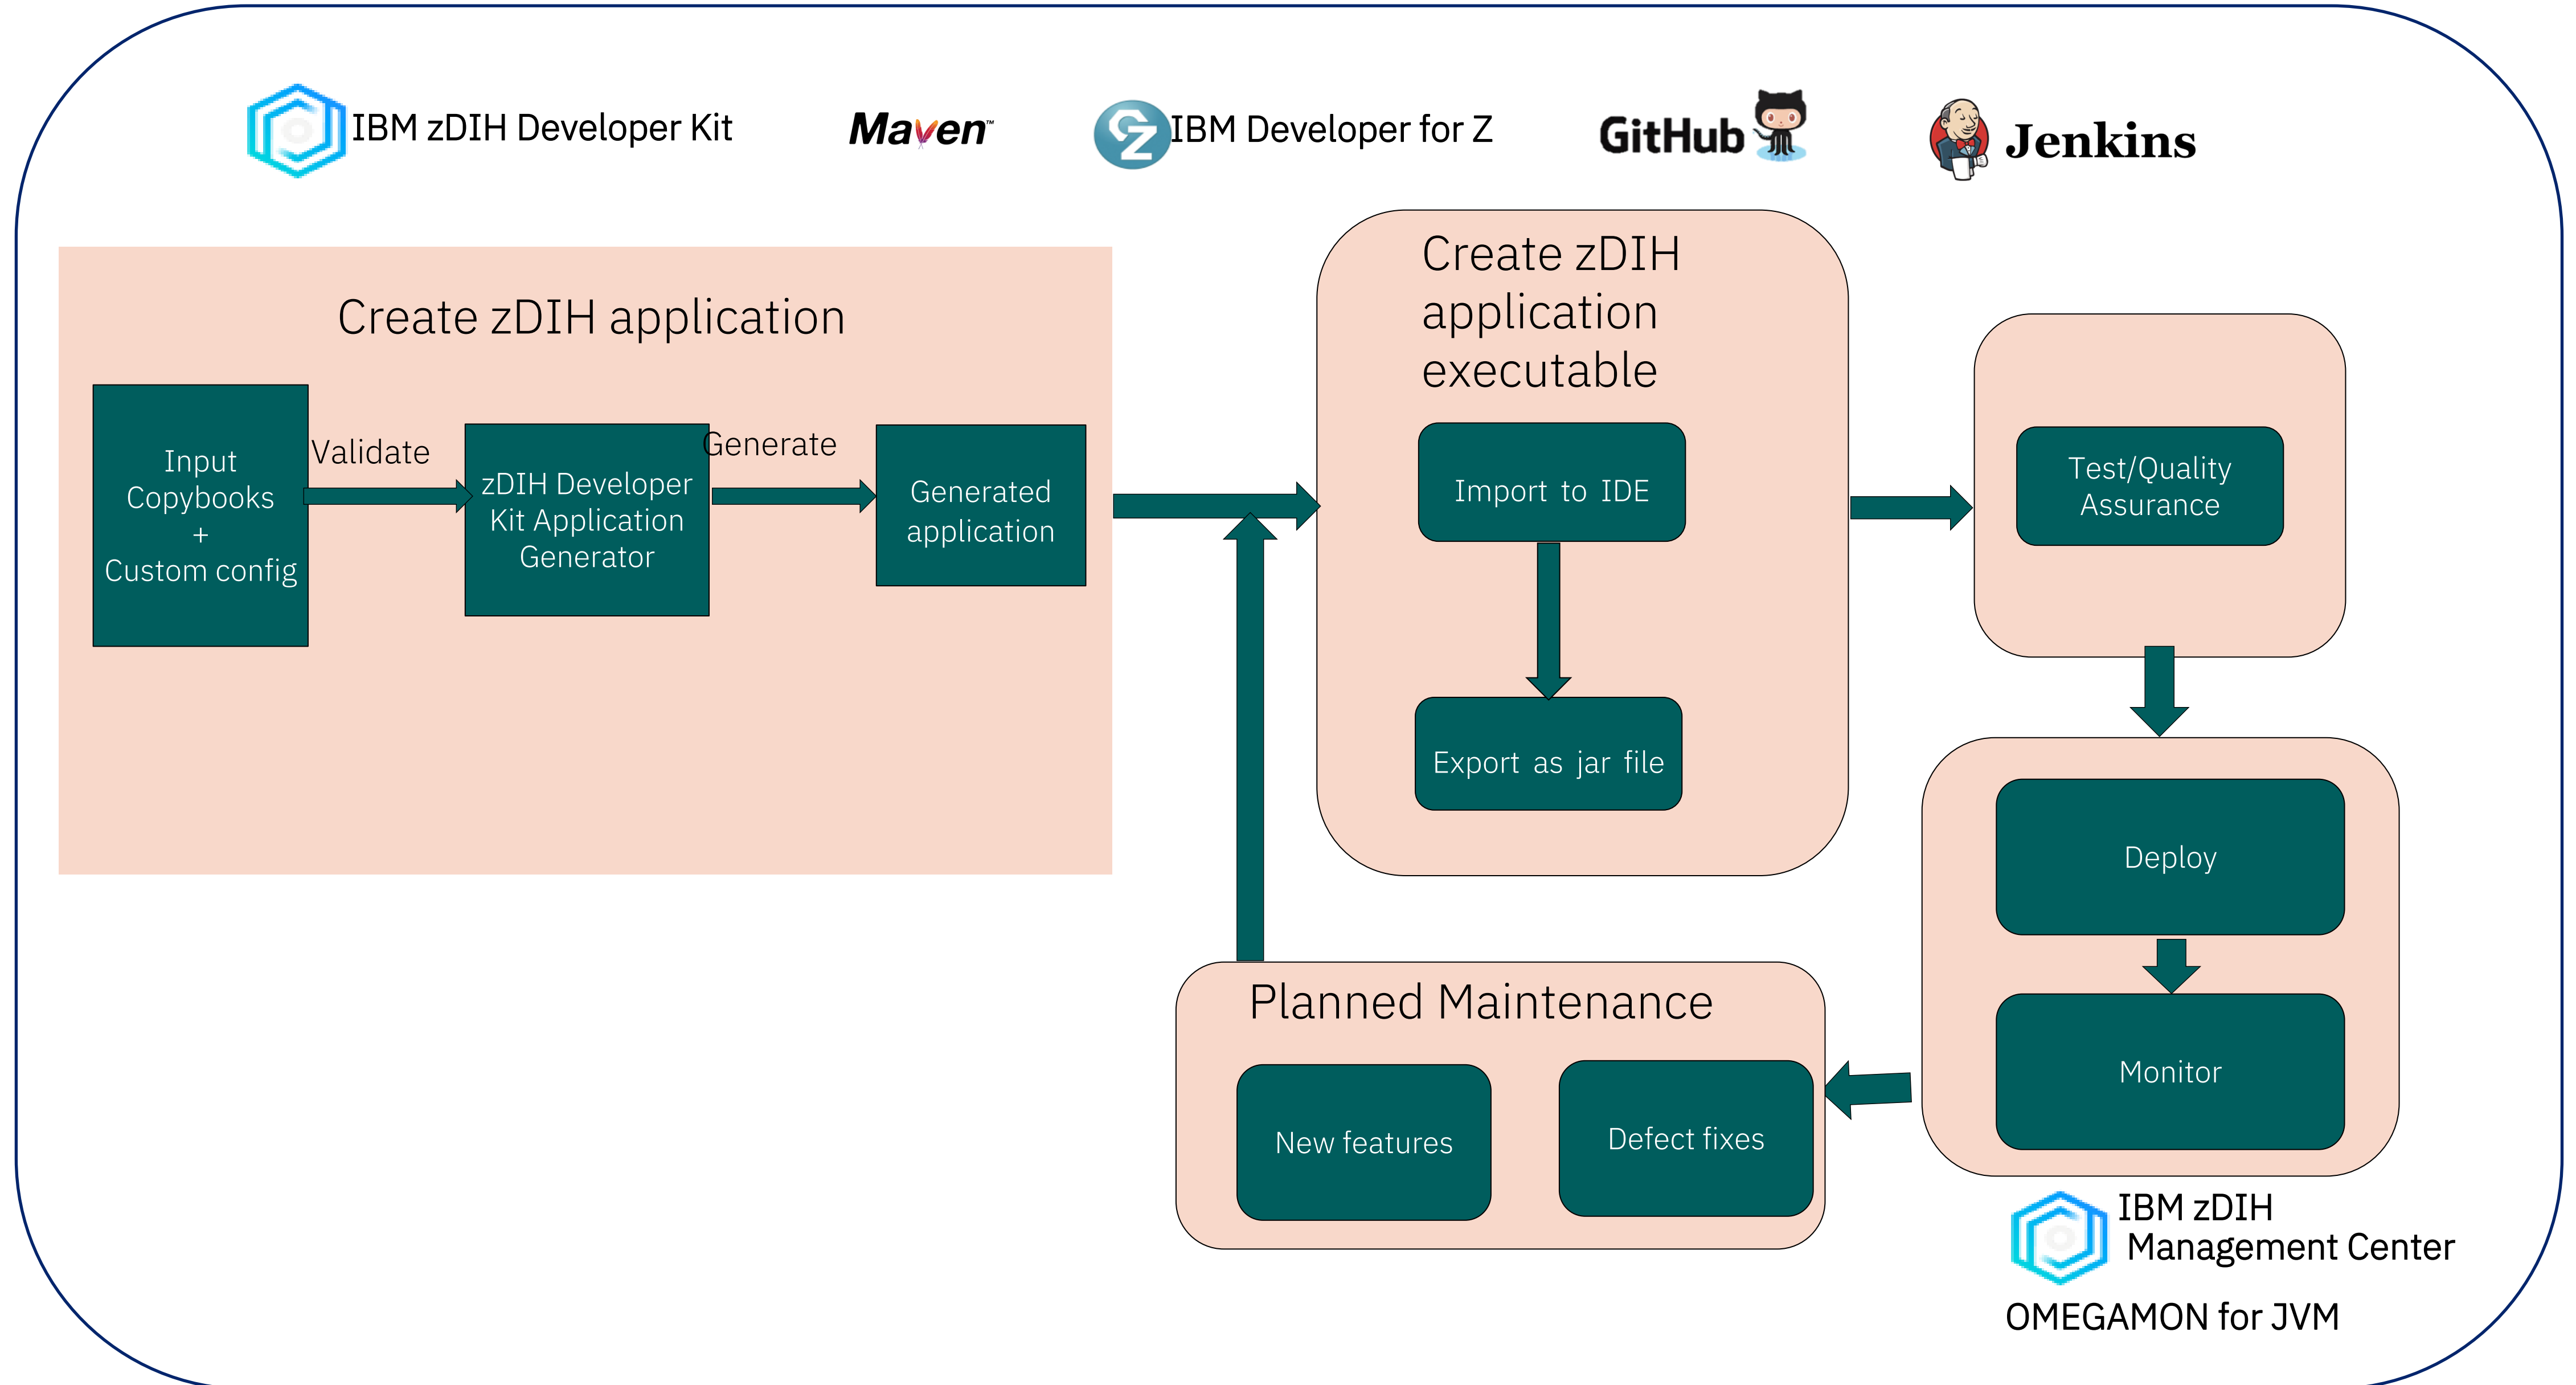 IBM zDIH Developer Kit
Maven™
GZ
IBM Developer for Z
GitHub
Jenkins
Create zDIH application
Input
Copybooks
+
Custom config
Validate
zDIH Developer
Kit Application
Generator
Generate
Generated
application
Create zDIH
application
executable
Import to IDE
Export as jar file
Test/Quality
Assurance
Deploy
Monitor
Planned Maintenance
New features
Defect fixes
IBM zDIH
Management Center
OMEGAMON for JVM